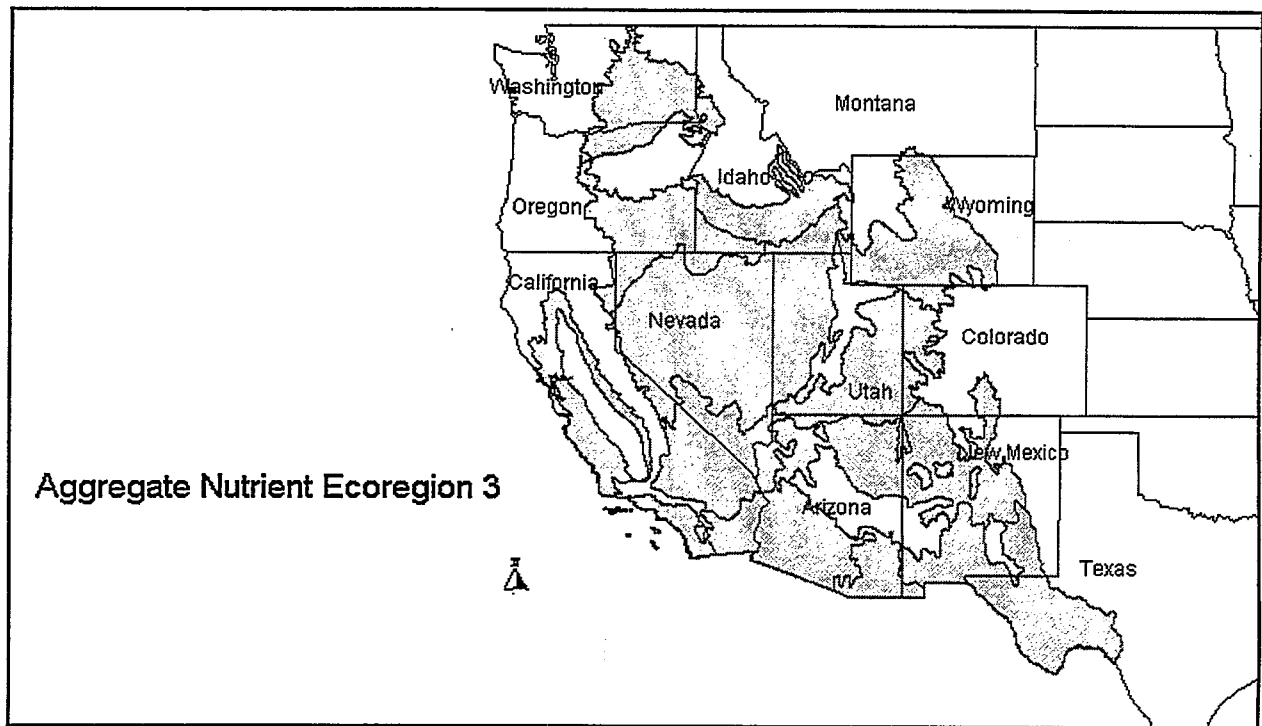 Washington
Montana
Idaho
Oregon
Wyoming
California
Nevada
Colorado
Utah
New Mexico
Aggregate Nutrient Ecoregion 3
Arizona
Texas